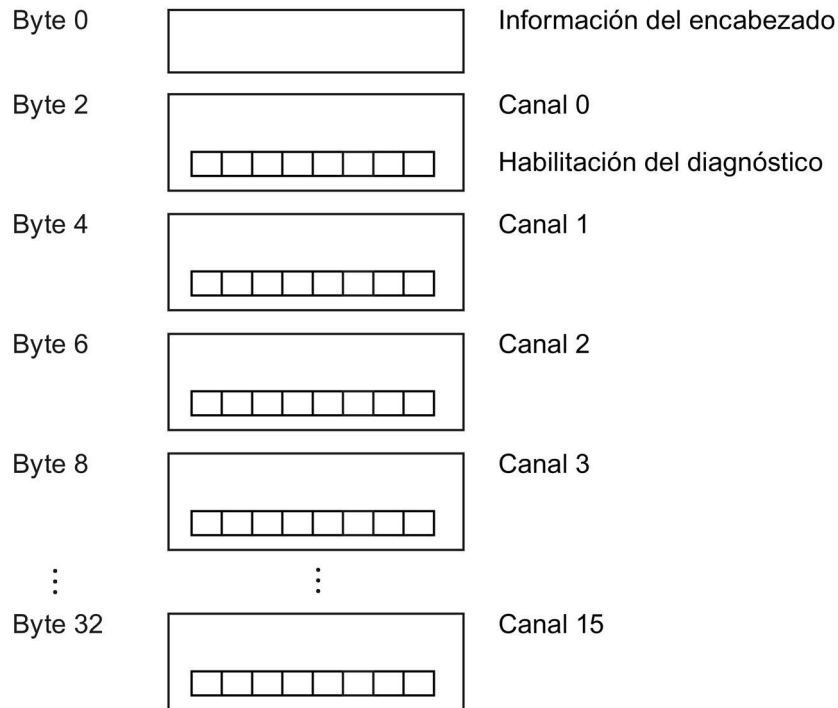 Byte 0 Información del encabezado
Byte 2 Canal 0
Habilitación del diagnóstico
Byte 4 Canal 1
Byte 6 Canal 2
Byte 8 Canal 3
Byte 32 Canal 15